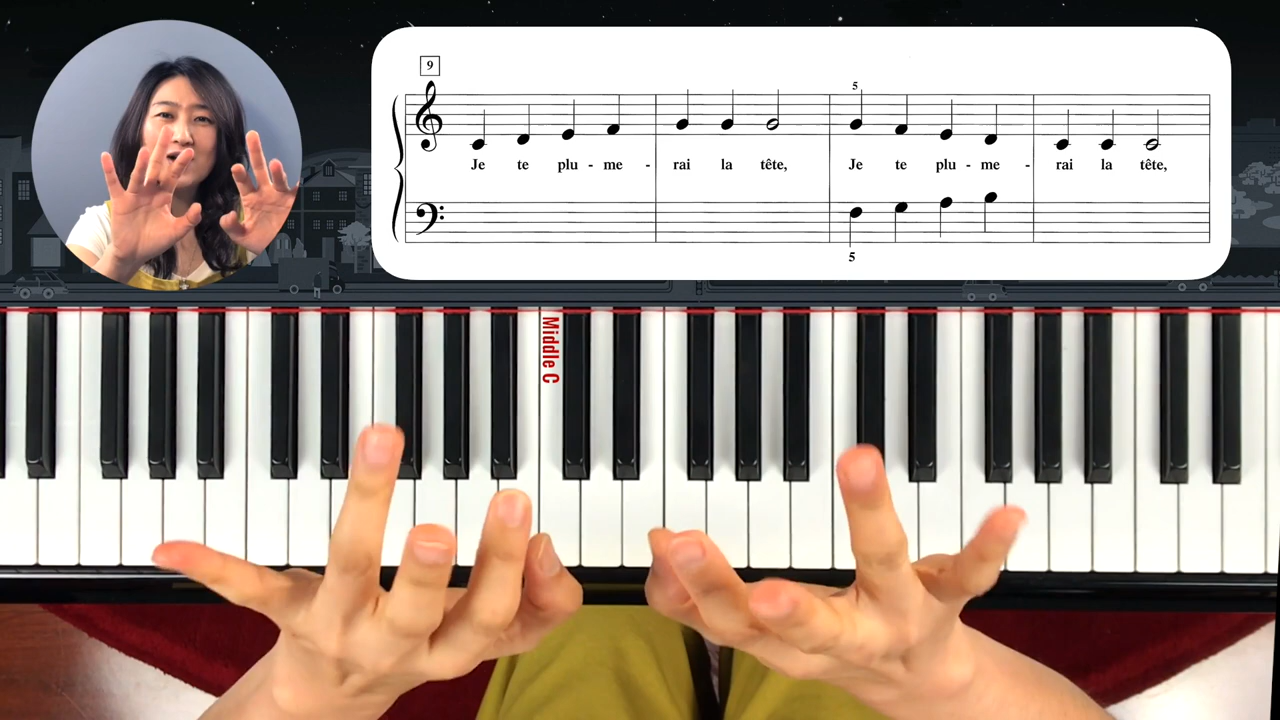 9
5
Je te plu - me - rai la tête, Je te plu - me - rai la tête,
5
Middle C